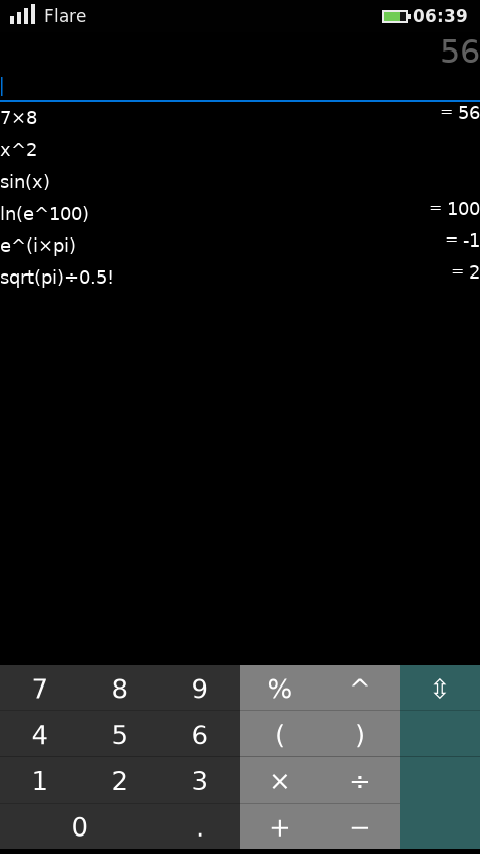 Flare 06:39
56
7×8 = 56
x^2
sin(x)
ln(e^100) = 100
e^(i×pi) = -1
sqrt(pi)÷0.5! = 2
7 8 9 % ^ ⇳
4 5 6 ( )
1 2 3 × ÷
0 . + −